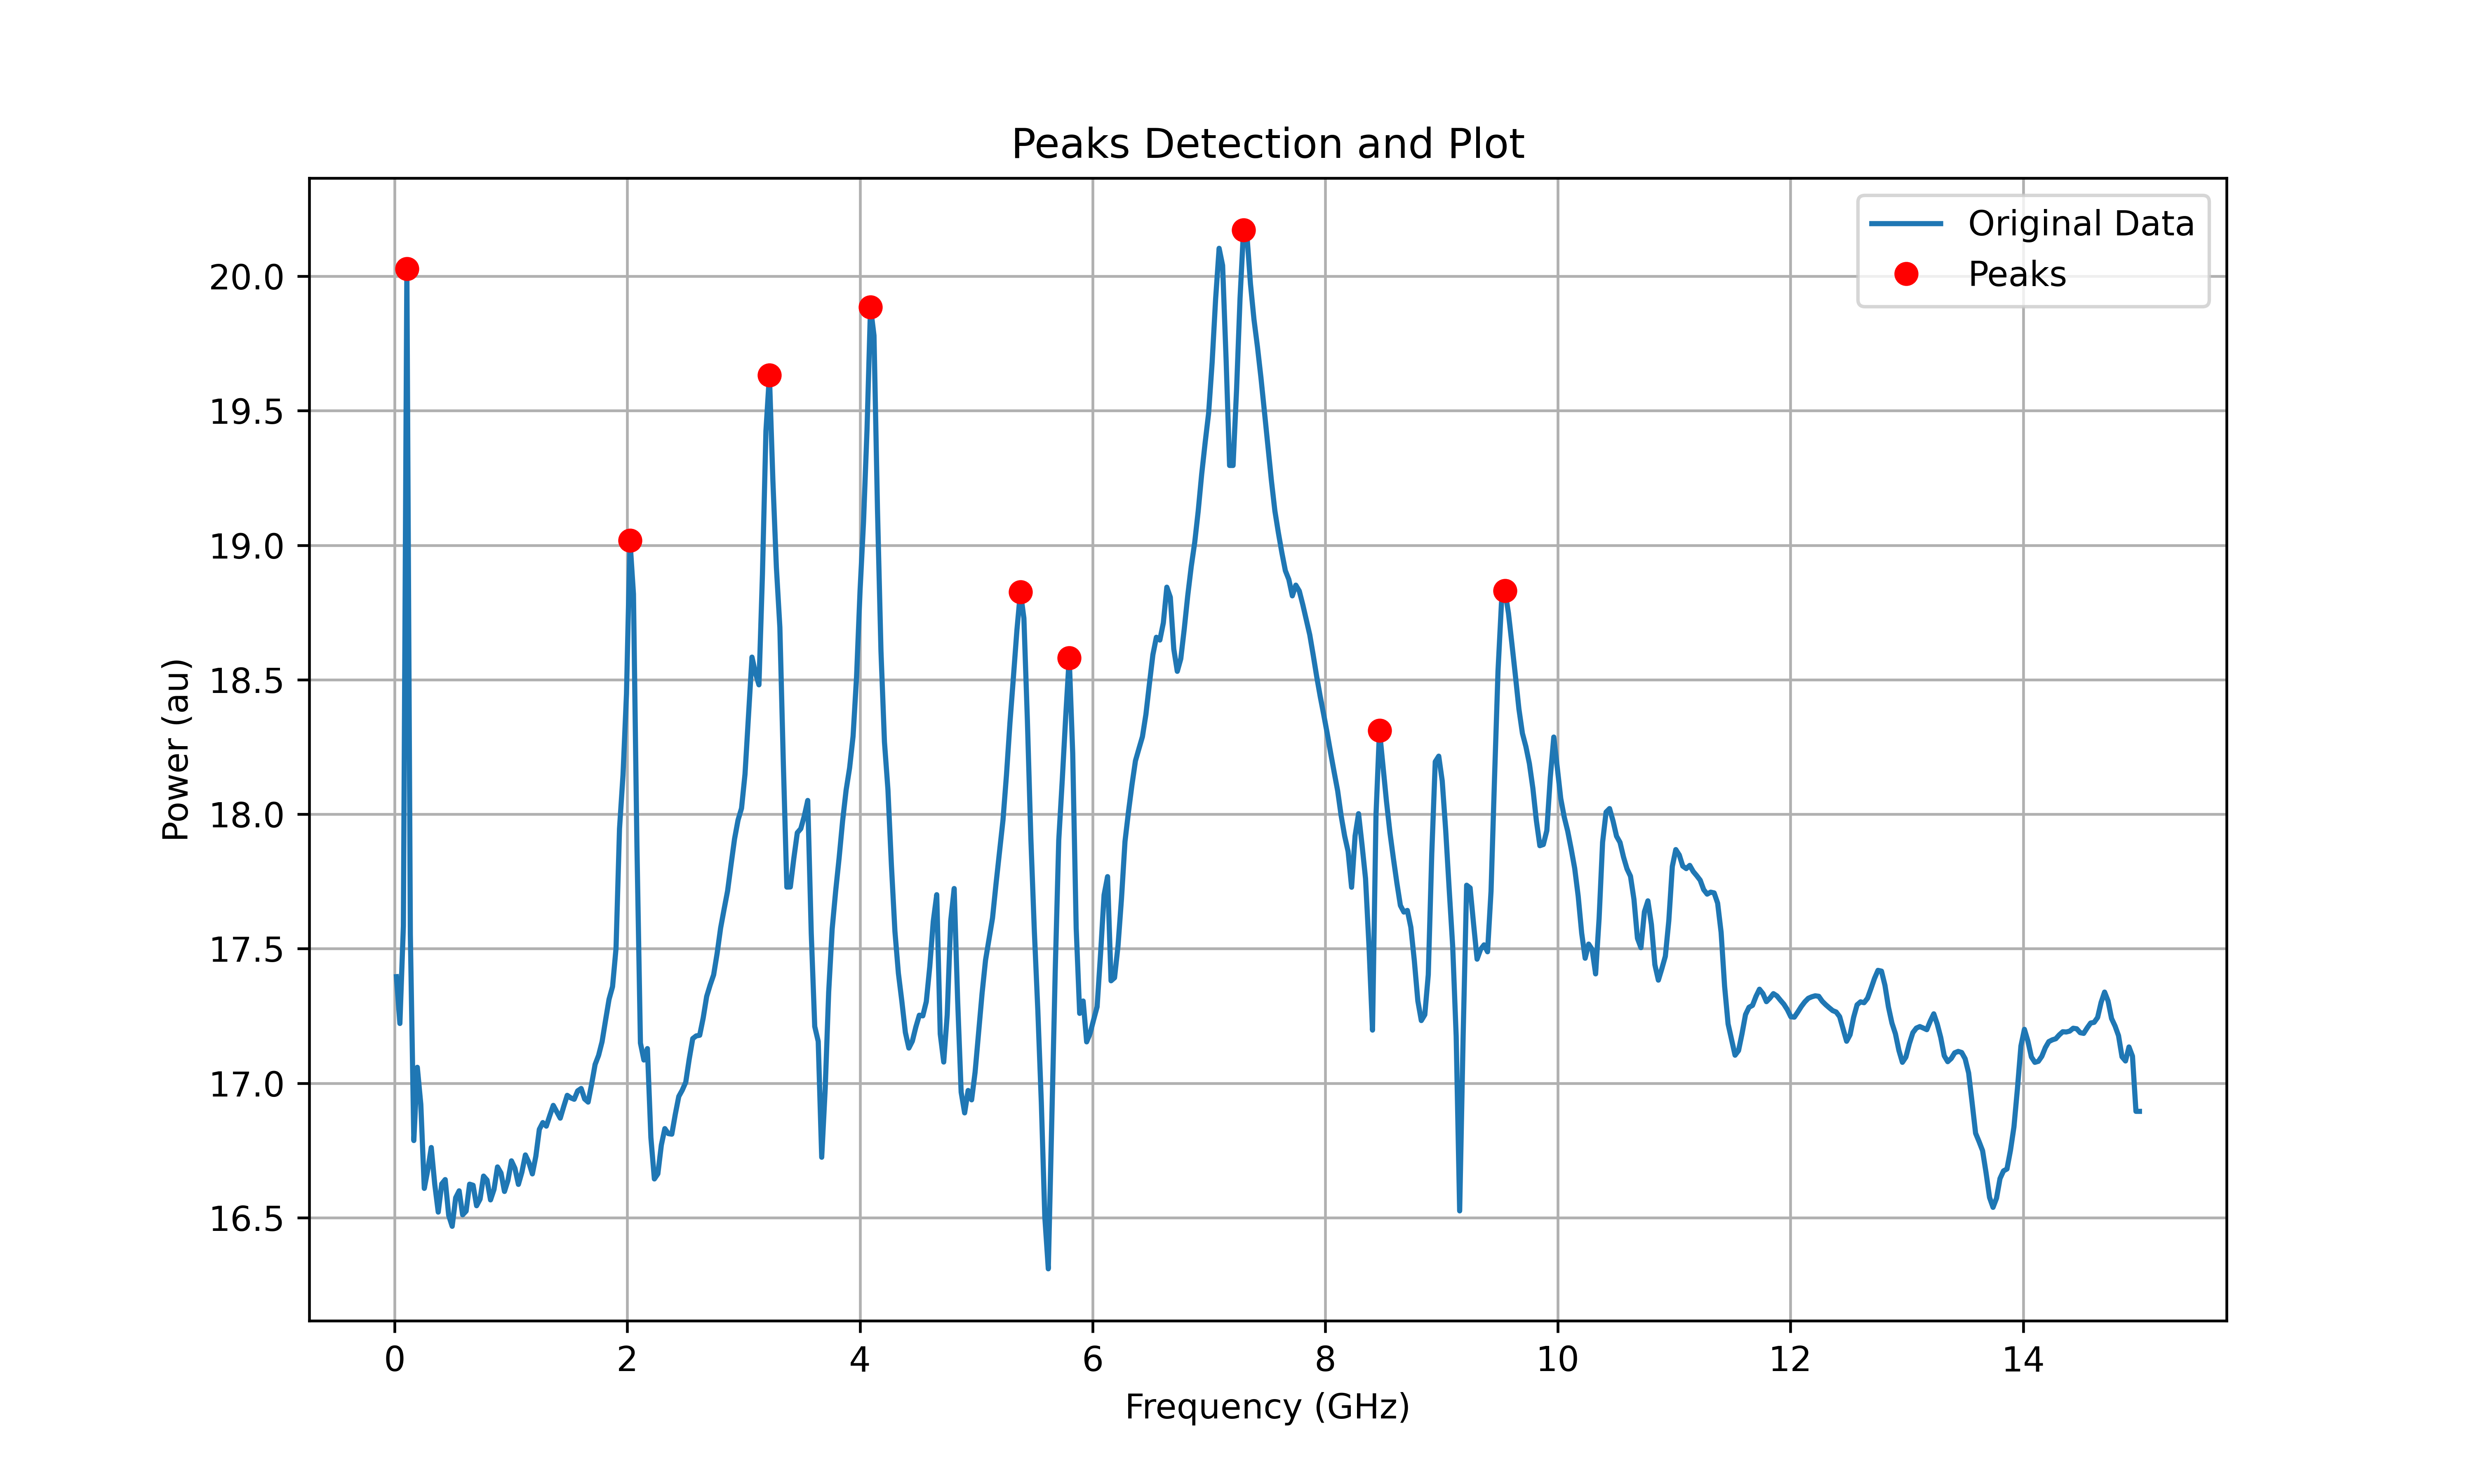 Peaks Detection and Plot
Original Data
Peaks
20.0
19.5
19.0
18.5
18.0
17.5
17.0
16.5
Power (au)
0 2 4 6 8 10 12 14
Frequency (GHz)